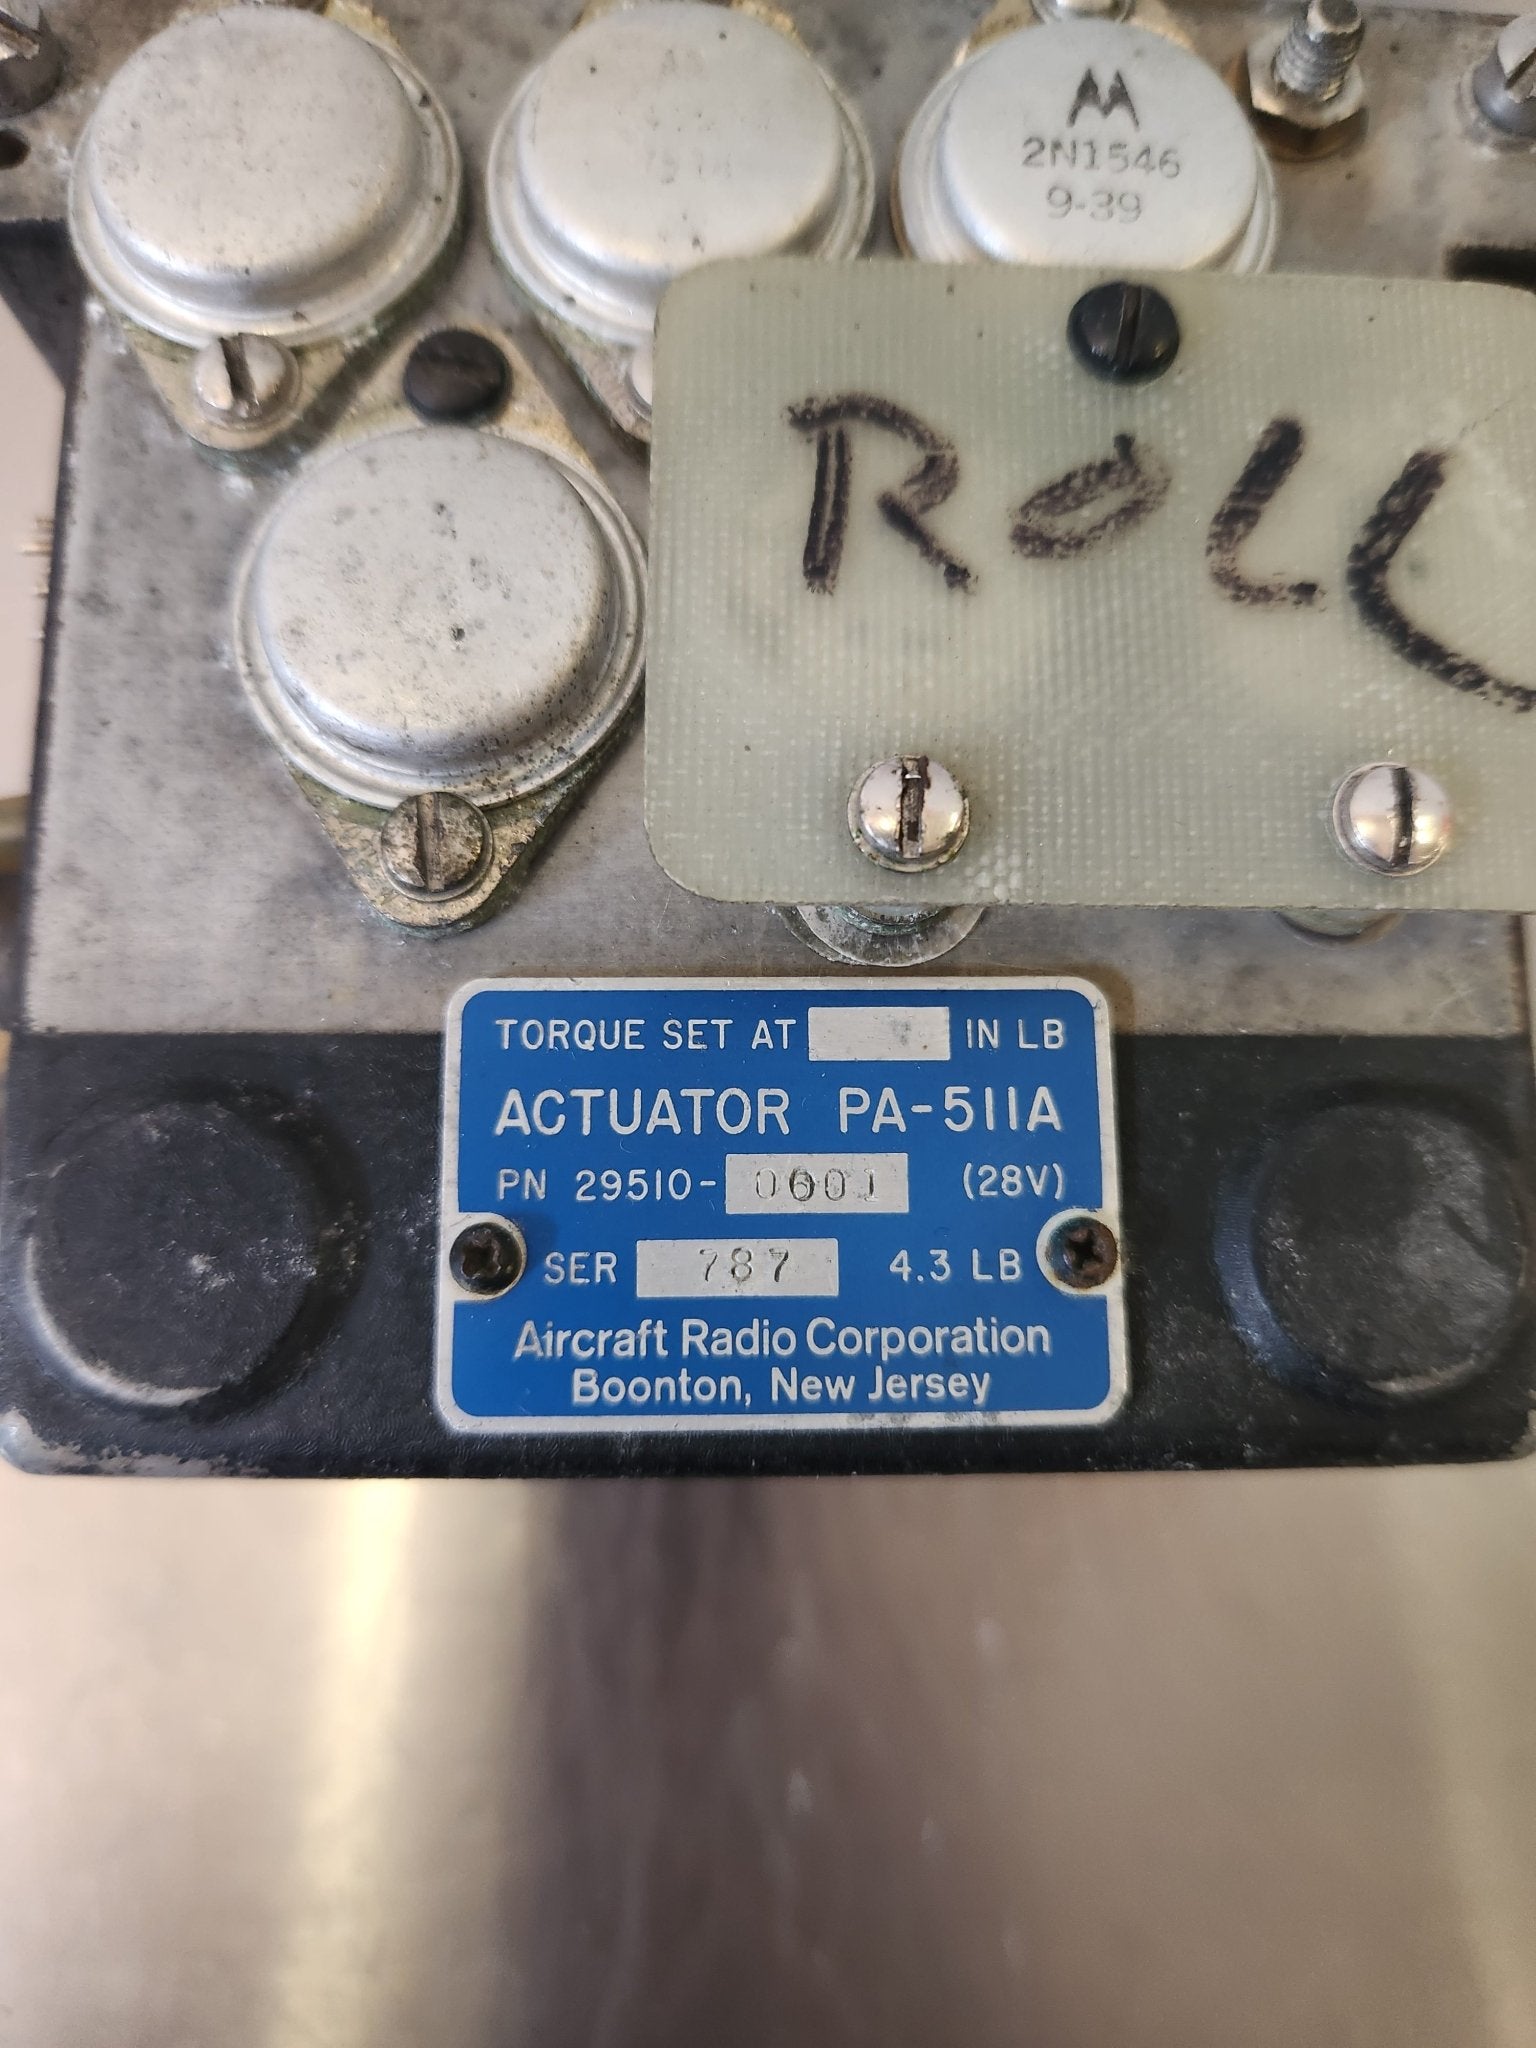 2N1546
9-39
ROLL
TORQUE SET AT IN LB
ACTUATOR PA-511A
PN 29510-0601 (28V)
SER 787 4.3 LB
Aircraft Radio Corporation
Boonton, New Jersey